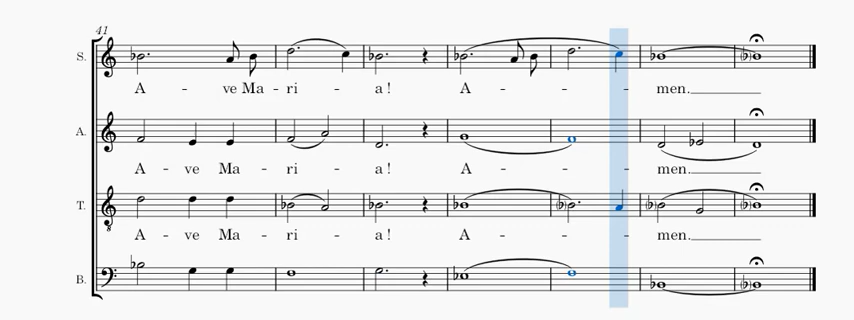 41
S.
A - ve Ma - ri - a ! A - - - men.
A.
A - ve Ma - ri - a ! A - - men.
T.
A - ve Ma - ri - a ! A - - - men.
B.